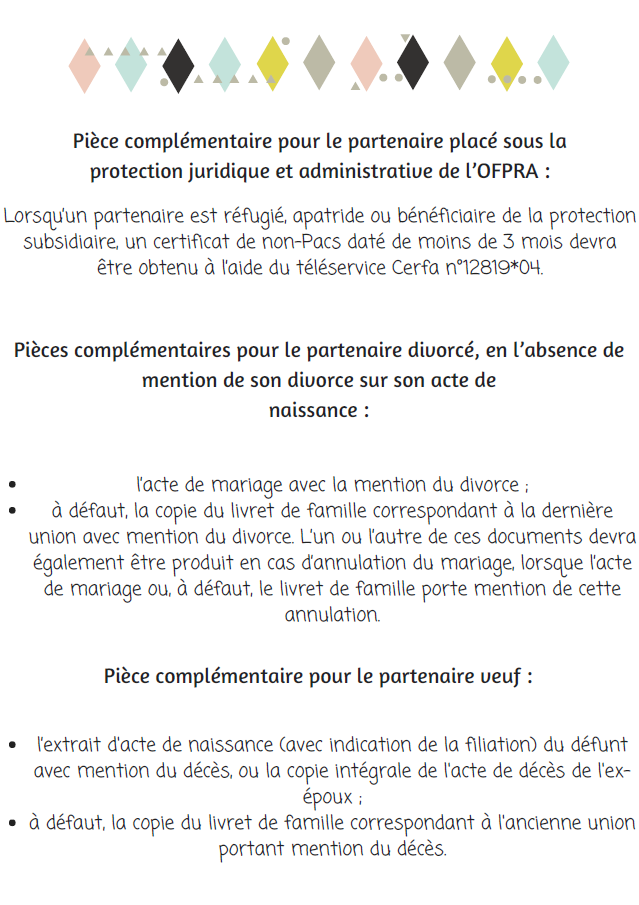 Pièce complémentaire pour le partenaire placé sous la
protection juridique et administrative de l’OFPRA :
Lorsqu'un partenaire est réfugié, apatride ou bénéficiaire de la protection
subsidiaire, un certificat de non-Pacs daté de moins de 3 mois devra
être obtenu à l'aide du téléservice Cerfa n°12819*04.
Pièces complémentaires pour le partenaire divorcé, en l’absence de
mention de son divorce sur son acte de
naissance :
• l'acte de mariage avec la mention du divorce ;
• à défaut, la copie du livret de famille correspondant à la dernière
union avec mention du divorce. L'un ou l'autre de ces documents devra
également être produit en cas d'annulation du mariage, lorsque l'acte
de mariage ou, à défaut, le livret de famille porte mention de cette
annulation.
Pièce complémentaire pour le partenaire veuf :
• l'extrait d'acte de naissance (avec indication de la filiation) du défunt
avec mention du décès, ou la copie intégrale de l'acte de décès de l'ex-
époux ;
• à défaut, la copie du livret de famille correspondant à l'ancienne union
portant mention du décès.